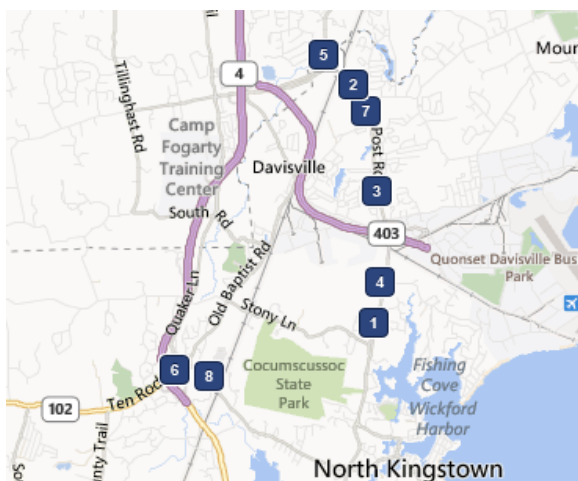 5
4
2
7
Moun
Tillinghast Rd
Camp
Fogarty
Training
Center
Davisville
Post Rd
3
South
Rd
403
Quonset Davisville Bus
Park
Quaker Ln
Old Baptist Rd
4
Stony Ln
1
6
8
Cocumscussoc
State
Park
Fishing
Cove
Wickford
Harbor
Ten Rod
102
North Kingstown